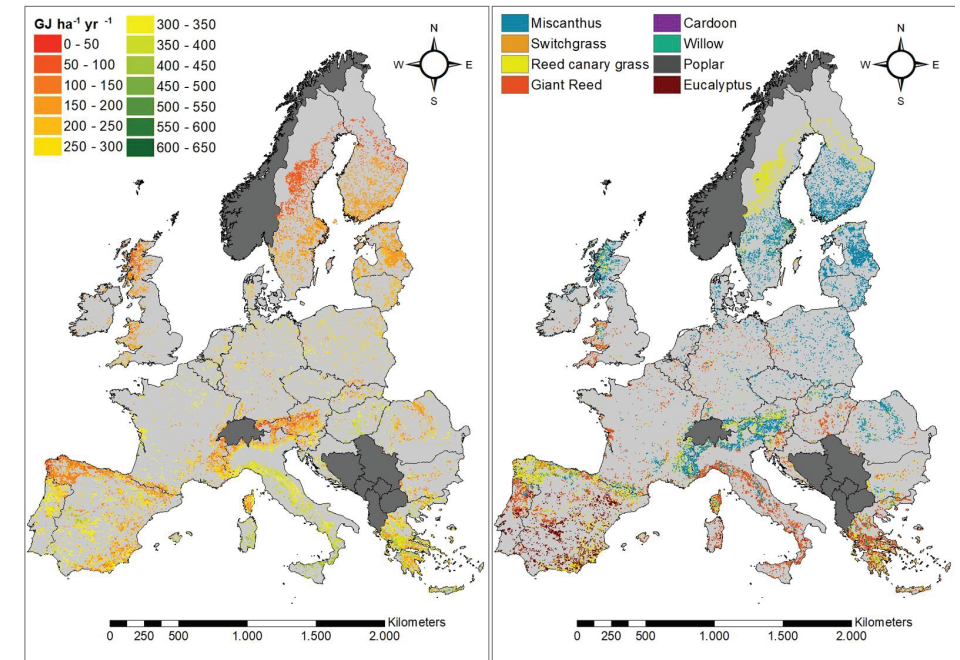 GJ ha⁻¹ yr ⁻¹
0 - 50
50 - 100
100 - 150
150 - 200
200 - 250
250 - 300
300 - 350
350 - 400
400 - 450
450 - 500
500 - 550
550 - 600
600 - 650
N
W E
S
Kilometers
0 250 500 1.000 1.500 2.000
Miscanthus
Switchgrass
Reed canary grass
Giant Reed
Cardoon
Willow
Poplar
Eucalyptus
N
W E
S
Kilometers
0 250 500 1.000 1.500 2.000